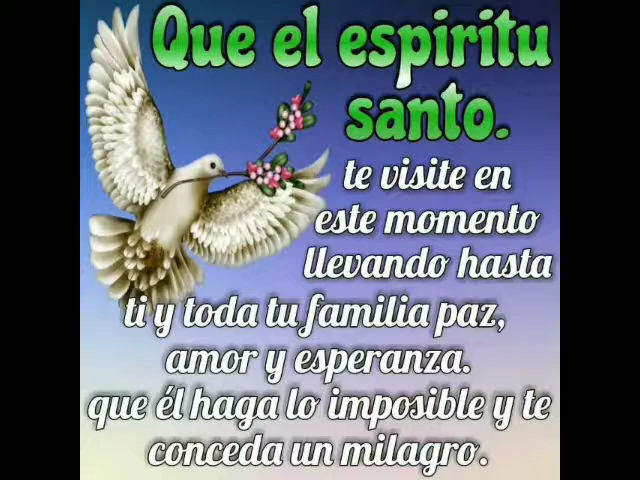 Que el espiritu
santo.
te visite en
este momento
llevando hasta
ti y toda tu familia paz,
amor y esperanza.
que él haga lo imposible y te
conceda un milagro.